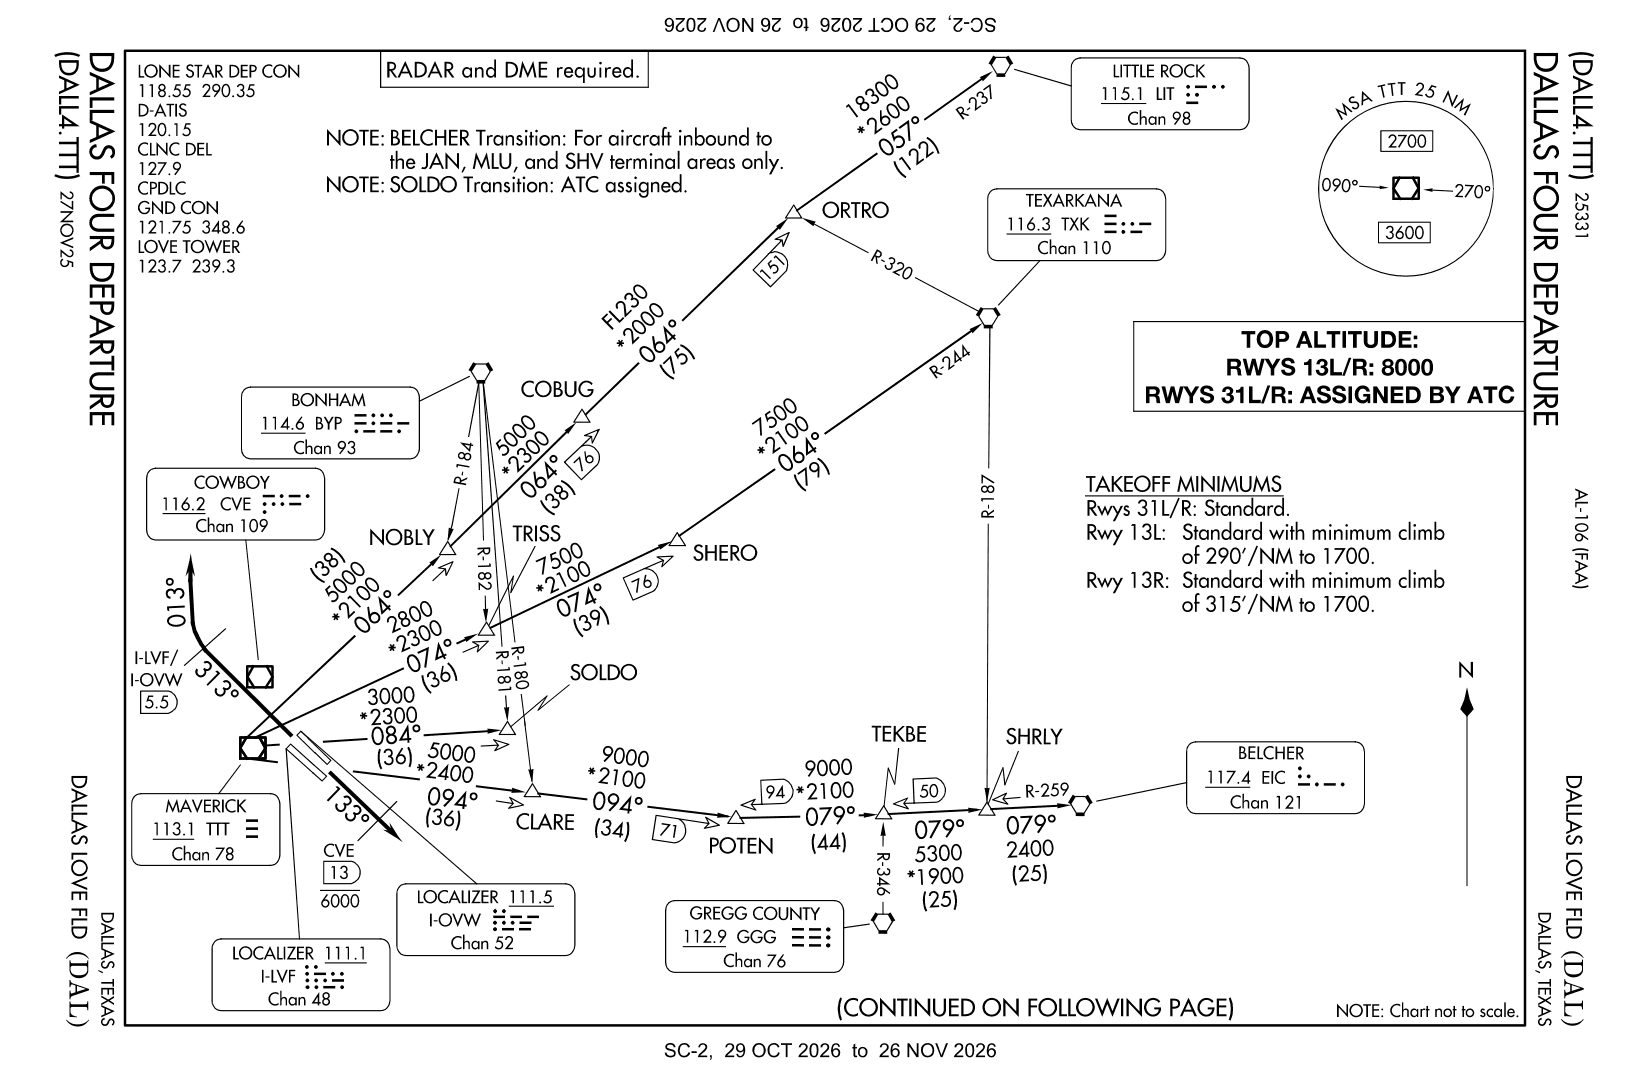 SC-2, 29 OCT 2026 to 26 NOV 2026
DALLAS FOUR DEPARTURE
(DALL4.TTT) 27NOV25
DALLAS LOVE FLD (DAL)
DALLAS, TEXAS
LONE STAR DEP CON
118.55 290.35
D-ATIS
120.15
CLNC DEL
127.9
CPDLC
GND CON
121.75 348.6
LOVE TOWER
123.7 239.3
RADAR and DME required.
NOTE: BELCHER Transition: For aircraft inbound to
the JAN, MLU, and SHV terminal areas only.
NOTE: SOLDO Transition: ATC assigned.
18300
*2600
057°
(122)
R-237
LITTLE ROCK
115.1 LIT
Chan 98
MSA TTT 25 NM
2700
090°
270°
3600
ORTRO
151
R-320
TEXARKANA
116.3 TXK
Chan 110
FL230
*2000
064°
(75)
TOP ALTITUDE:
RWYS 13L/R: 8000
RWYS 31L/R: ASSIGNED BY ATC
R-244
BONHAM
114.6 BYP
Chan 93
COBUG
5000
*2300
064°
(38)
76
R-184
7500
*2100
064°
(79)
R-187
COWBOY
116.2 CVE
Chan 109
NOBLY
TRISS
R-182
SHERO
7500
*2100
074°
(39)
76
TAKEOFF MINIMUMS
Rwys 31L/R: Standard.
Rwy 13L: Standard with minimum climb
of 290'/NM to 1700.
Rwy 13R: Standard with minimum climb
of 315'/NM to 1700.
(38)
5000
*2100
064°
2800
*2300
074°
(36)
013°
I-LVF/
I-OVW
5.5
313°
R-181
R-180
SOLDO
3000
*2300
084°
(36)
5000
*2400
094°
(36)
CLARE
9000
*2100
094°
(34)
71
94
POTEN
9000
*2100
079°
(44)
TEKBE
50
SHRLY
R-259
079°
5300
*1900
(25)
079°
2400
(25)
BELCHER
117.4 EIC
Chan 121
N
MAVERICK
113.1 TTT
Chan 78
133°
CVE
13
6000
LOCALIZER 111.5
I-OVW
Chan 52
LOCALIZER 111.1
I-LVF
Chan 48
R-346
GREGG COUNTY
112.9 GGG
Chan 76
(CONTINUED ON FOLLOWING PAGE)
NOTE: Chart not to scale.
DALLAS FOUR DEPARTURE
(DALL4.TTT) 25331
AL-106 (FAA)
DALLAS LOVE FLD (DAL)
DALLAS, TEXAS
SC-2, 29 OCT 2026 to 26 NOV 2026